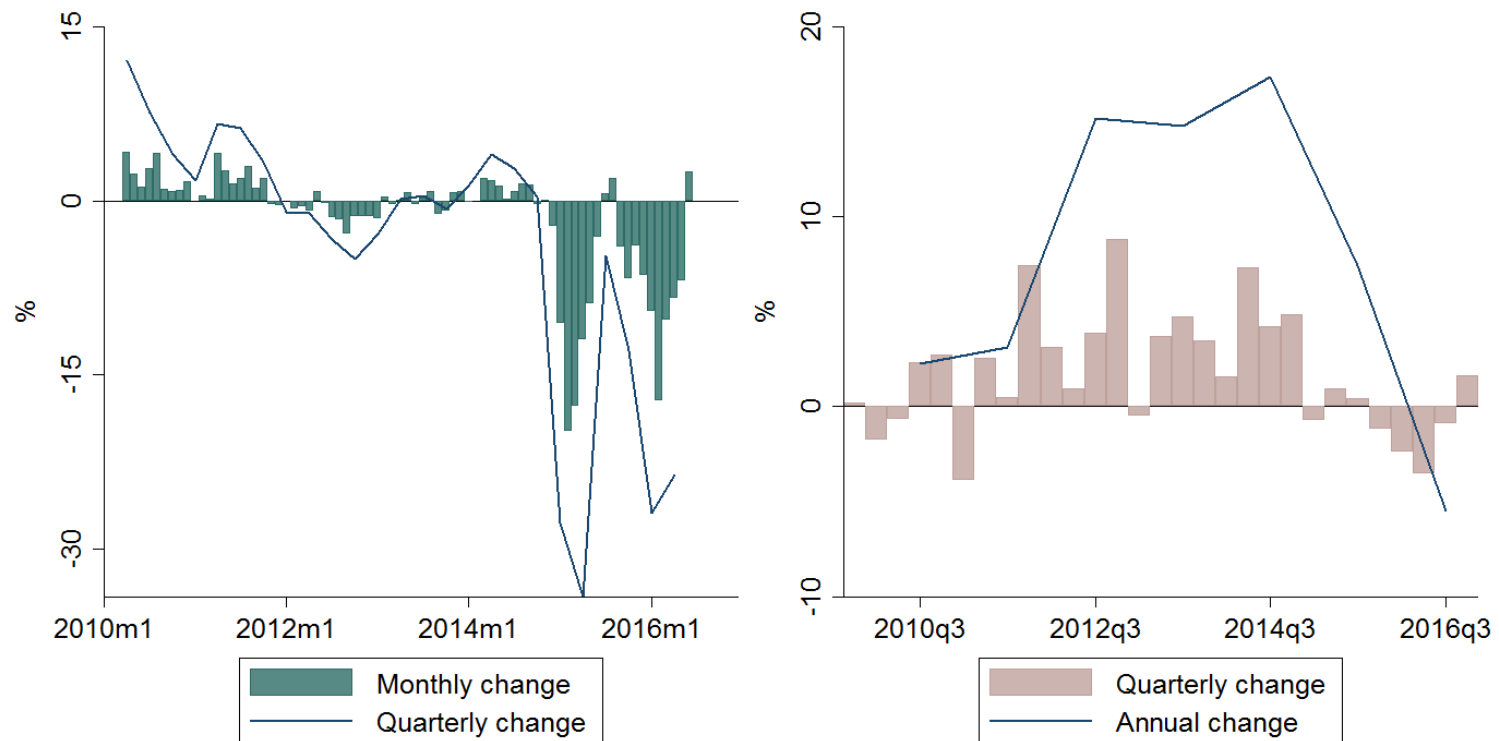 15
0
-15
-30
%
2010m1 2012m1 2014m1 2016m1
Monthly change
Quarterly change
20
10
0
-10
%
2010q3 2012q3 2014q3 2016q3
Quarterly change
Annual change